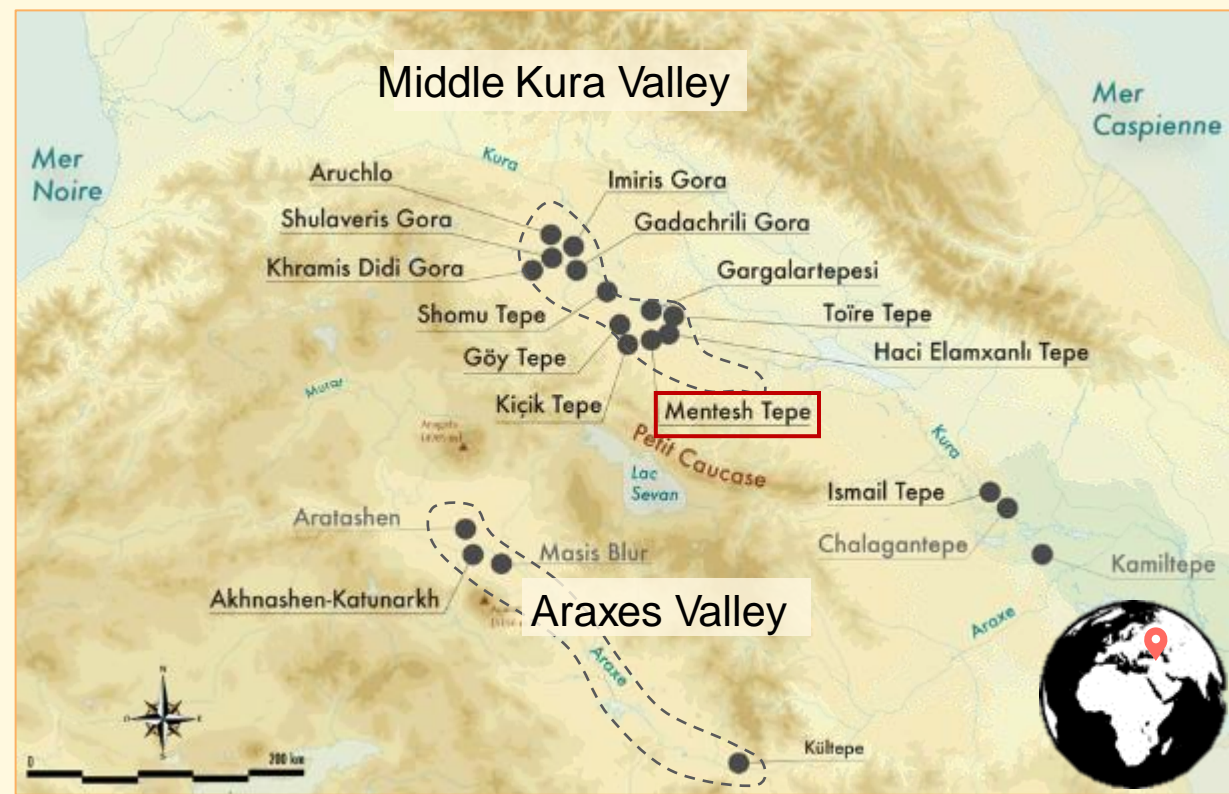 Middle Kura Valley
Mer
Caspienne
Mer
Noire
Kura
Aruchlo
Imiris Gora
Shulaveris Gora
Gadachrili Gora
Khramis Didi Gora
Gargalartepesi
Shomu Tepe
Toïre Tepe
Göy Tepe
Haci Elamxanlı Tepe
Kiçik Tepe
Mentesh Tepe
Petit Caucase
Kura
Lac
Sevan
Ismail Tepe
Aratashen
Chalagantepe
Masis Blur
Kamiltepe
Akhnashen-Katunarkh
Araxes Valley
Araxe
Araxe
Kültepe
N
S
0
200 km